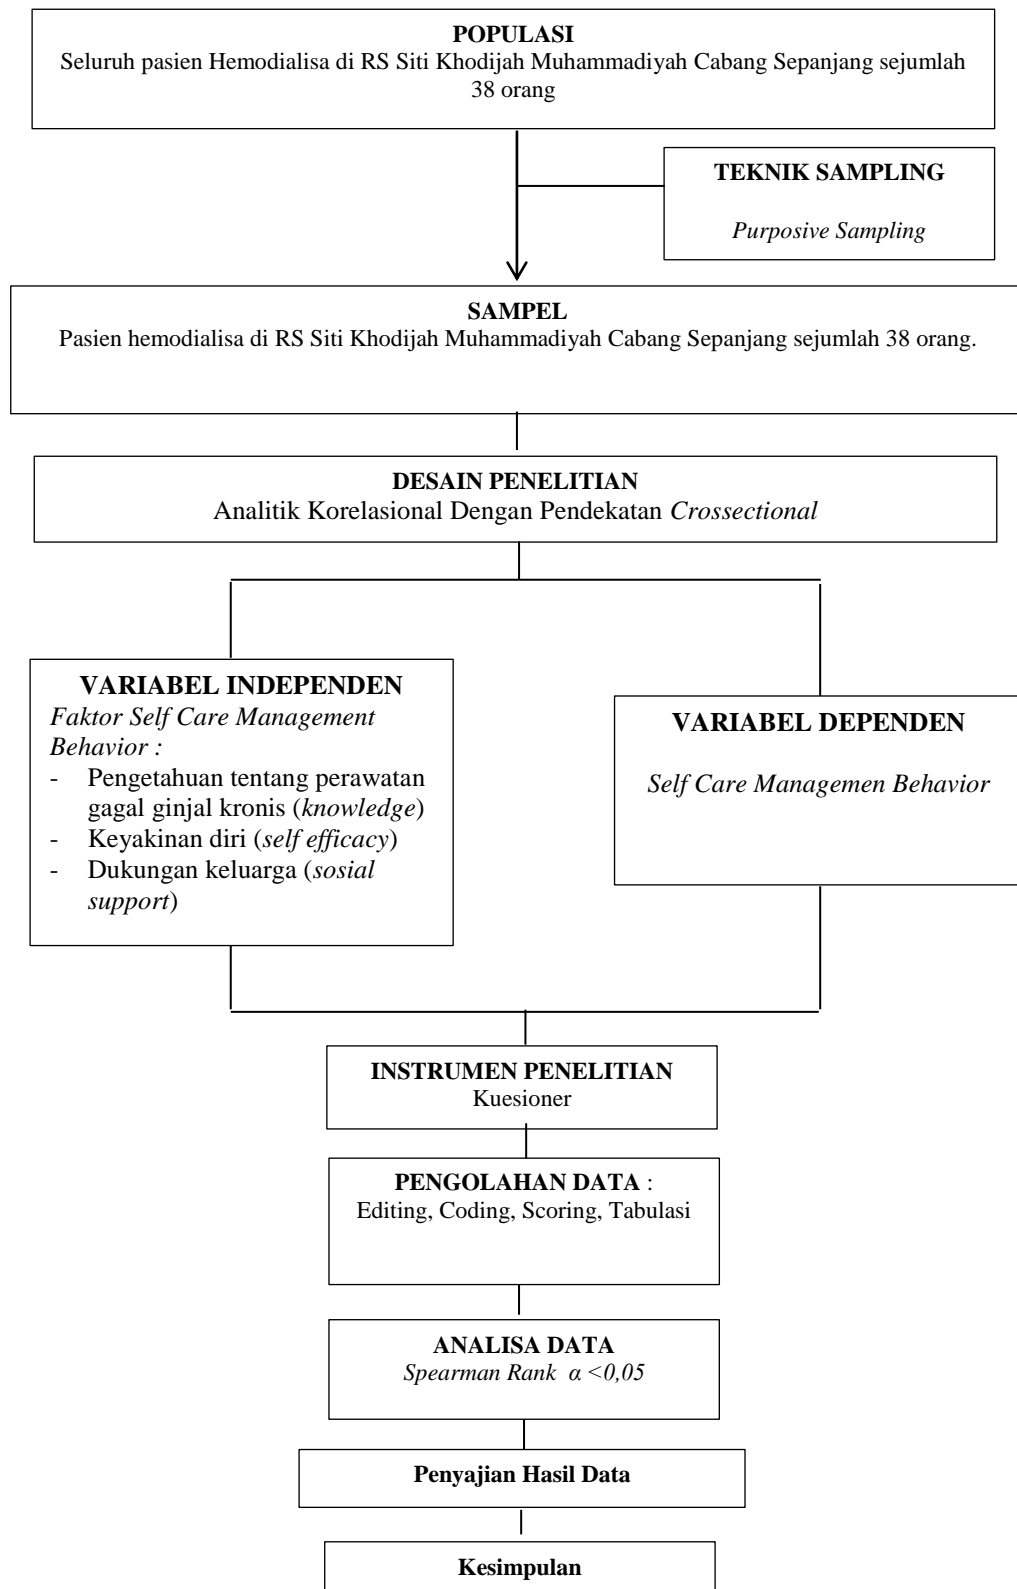 POPULASI
Seluruh pasien Hemodialisa di RS Siti Khodijah Muhammadiyah Cabang Sepanjang sejumlah
38 orang
TEKNIK SAMPLING
Purposive Sampling
SAMPEL
Pasien hemodialisa di RS Siti Khodijah Muhammadiyah Cabang Sepanjang sejumlah 38 orang.
DESAIN PENELITIAN
Analitik Korelasional Dengan Pendekatan Crossectional
VARIABEL INDEPENDEN
Faktor Self Care Management
Behavior :
- Pengetahuan tentang perawatan
gagal ginjal kronis (knowledge)
- Keyakinan diri (self efficacy)
- Dukungan keluarga (sosial
support)
VARIABEL DEPENDEN
Self Care Managemen Behavior
INSTRUMEN PENELITIAN
Kuesioner
PENGOLAHAN DATA :
Editing, Coding, Scoring, Tabulasi
ANALISA DATA
Spearman Rank α <0,05
Penyajian Hasil Data
Kesimpulan